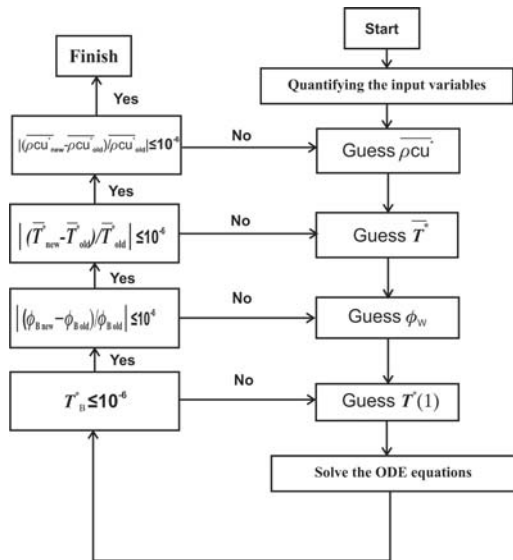 Start
Finish
Quantifying the input variables
Yes
|(ρcu*new-ρcu*old)/ρcu*old|≤10-6
No
Guess ρcu*
Yes
|(T*new-T*old)/T*old|≤10-6
No
Guess T*
Yes
|(ϕB new−ϕB old)/ϕB old|≤10-6
No
Guess ϕW
Yes
T*B ≤10-6
No
Guess T*(1)
Solve the ODE equations